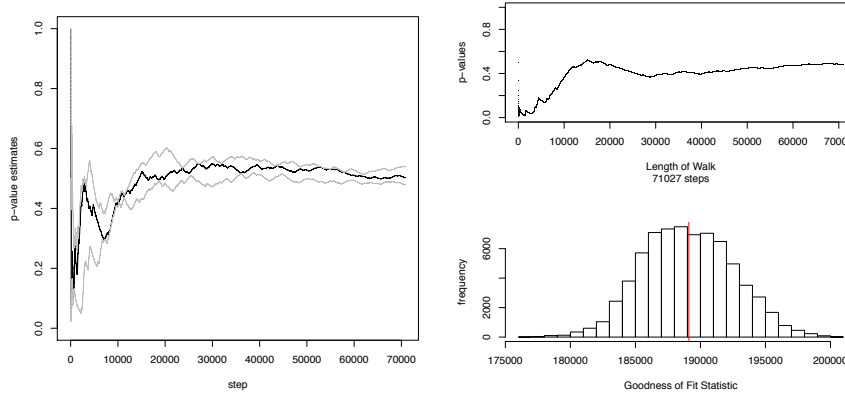 1.0
0.8
0.6
0.4
0.2
0.0
p-value estimates
0 10000 20000 30000 40000 50000 60000 70000
step
0.8
0.4
0.0
p-values
0 10000 20000 30000 40000 50000 60000 7000
Length of Walk
71027 steps
6000
2000
0
frequency
175000 180000 185000 190000 195000 200000
Goodness of Fit Statistic